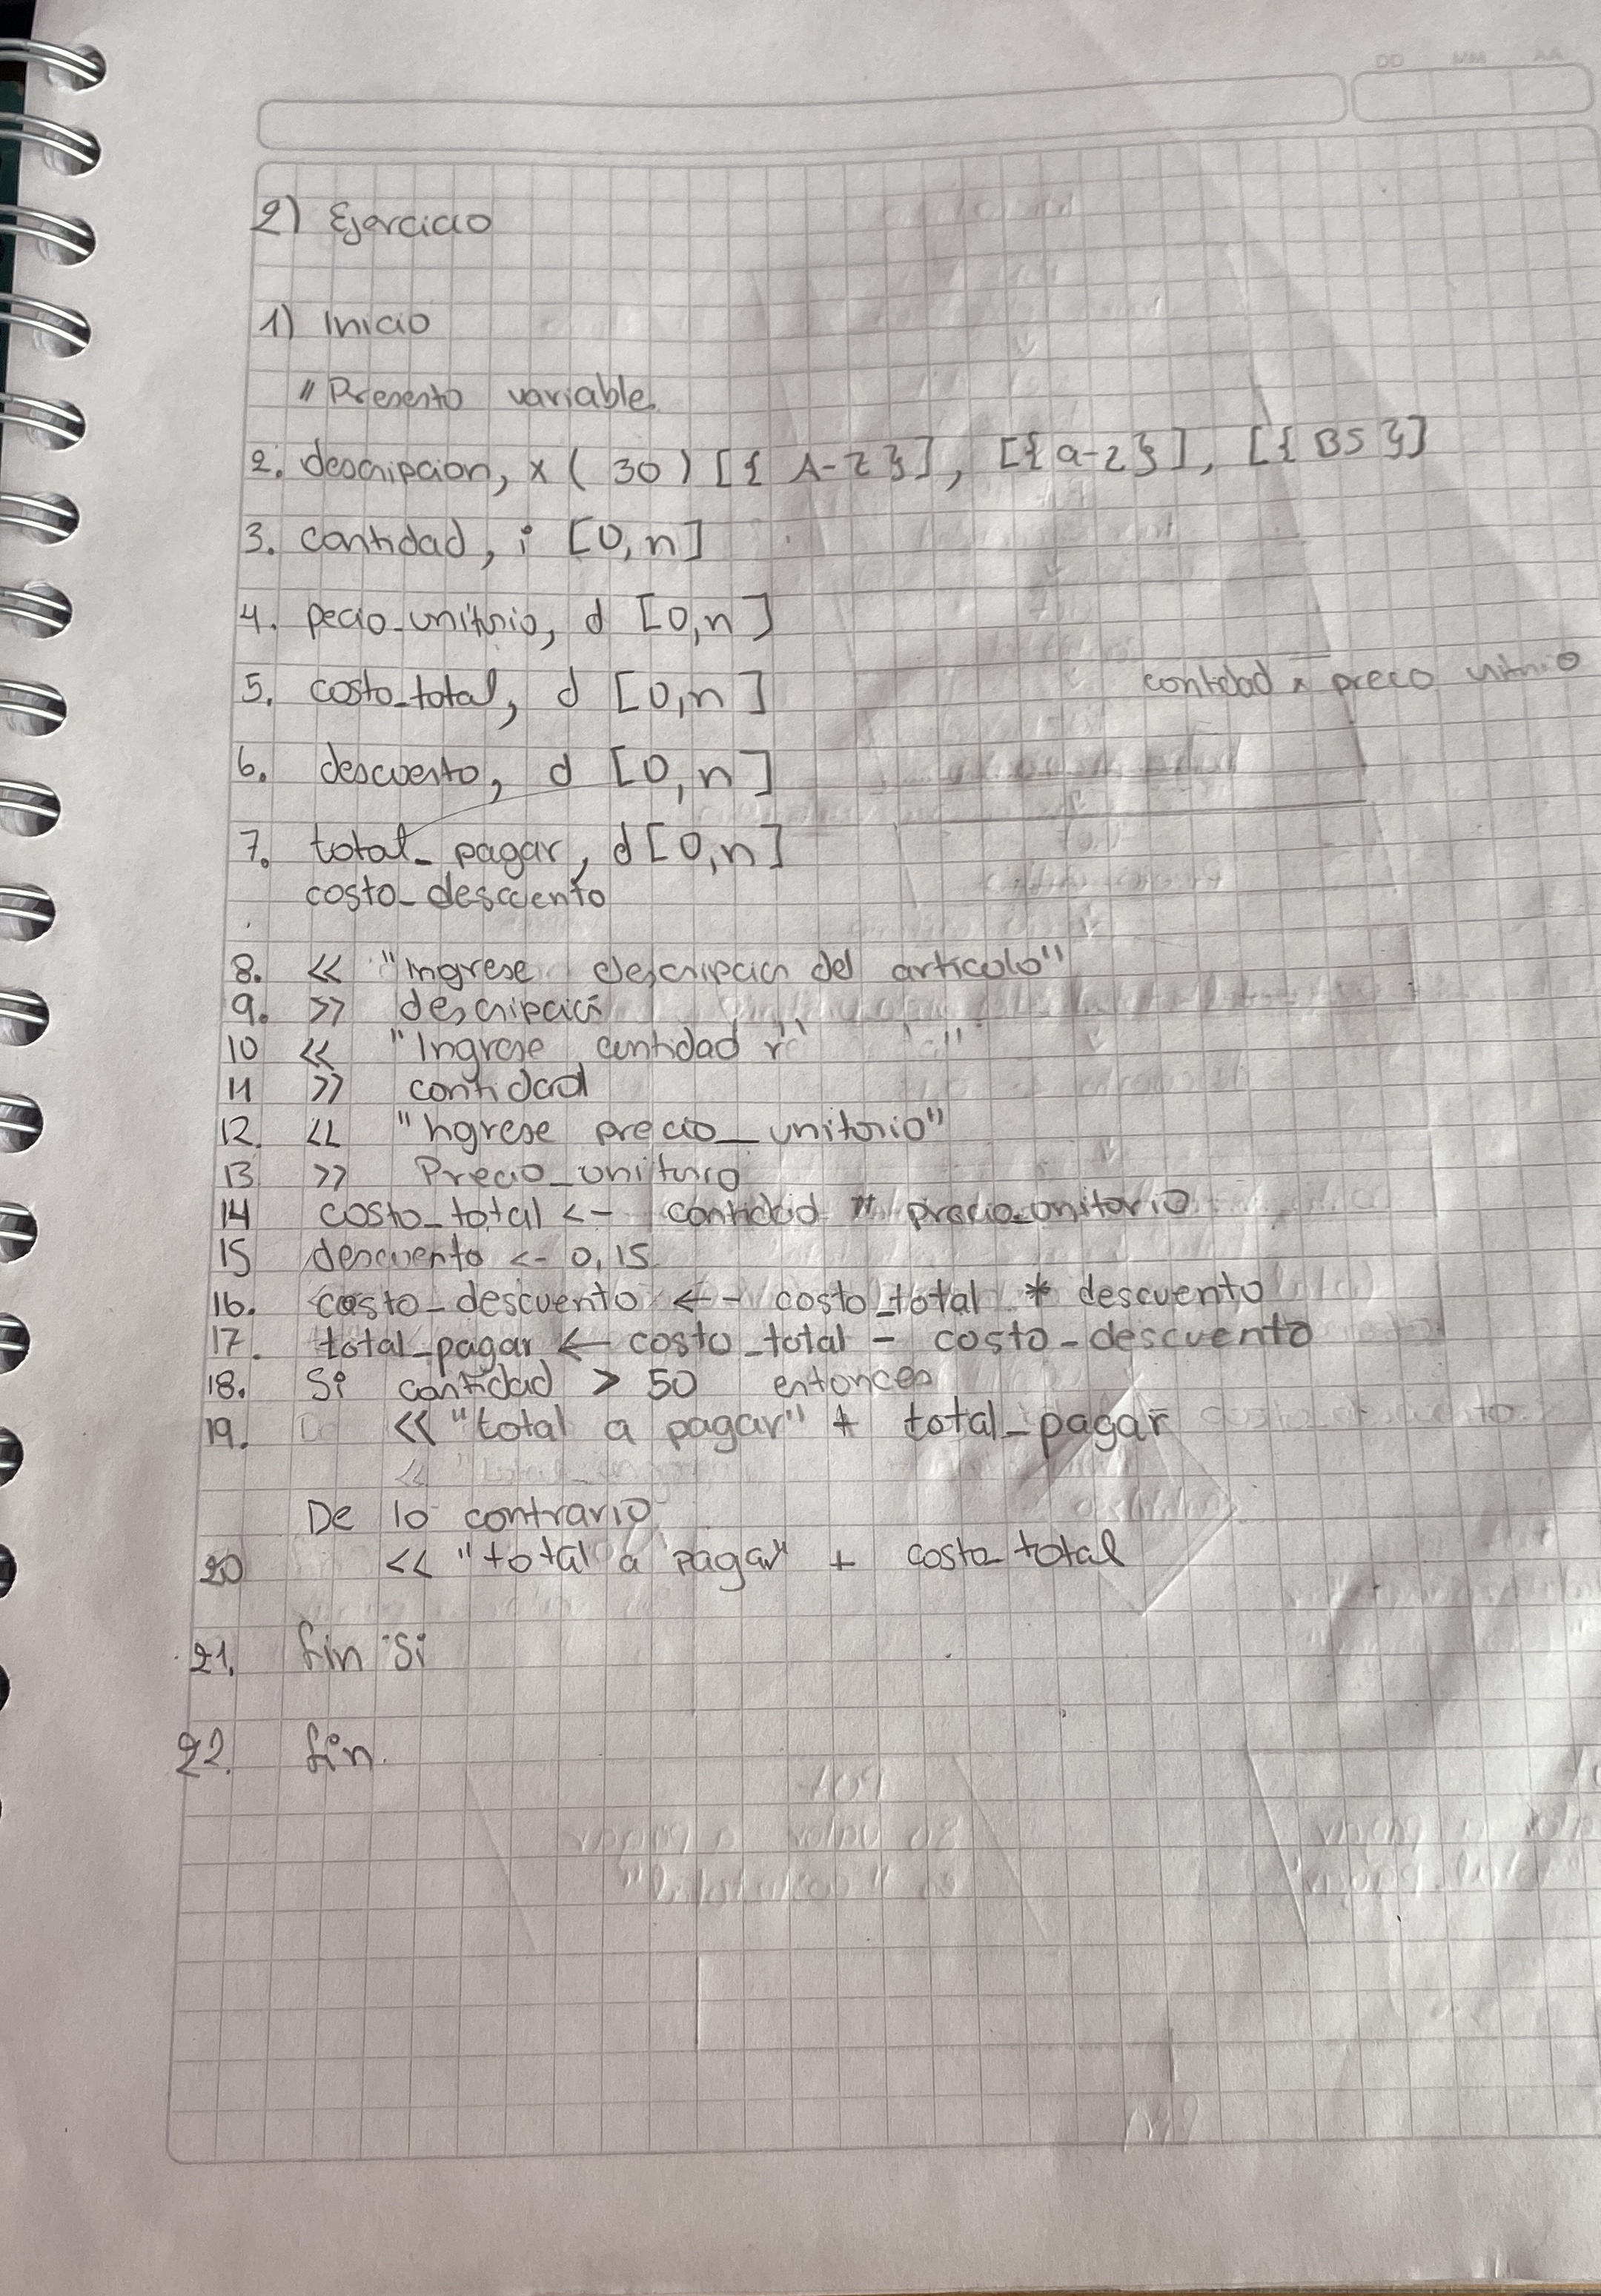 DD MM AA
2) Ejercicio
1) Inicio
// Presento variable
2. descripcion, x (30) [{A-Z}], [{a-z}], [{BS}]
3. cantidad, i [0,n]
4. pecio_unitario, d [0,n]
5. costo_total, d [0,n]
cantidad x preco unitrio
6. descuento, d [0,n]
7. total_pagar, d [0,n]
costo_descuento
8. << "Ingrese descripcion del articulo"
9. >> descripción
10 << "Ingrese cantidad "
11 >> cantidad
12. << "Ingrese precio_unitario"
13 >> Precio_unitario
14 costo_total <- cantidad * precio_unitario
15 descuento <- 0,15
16. costo_descuento <- costo_total * descuento
17. total_pagar <- costo_total - costo_descuento
18. Si cantidad > 50 entonces
19. << "total a pagar" + total_pagar
De lo contrario
20 << "total a pagar" + costo_total
21. fin Si
22. fin.